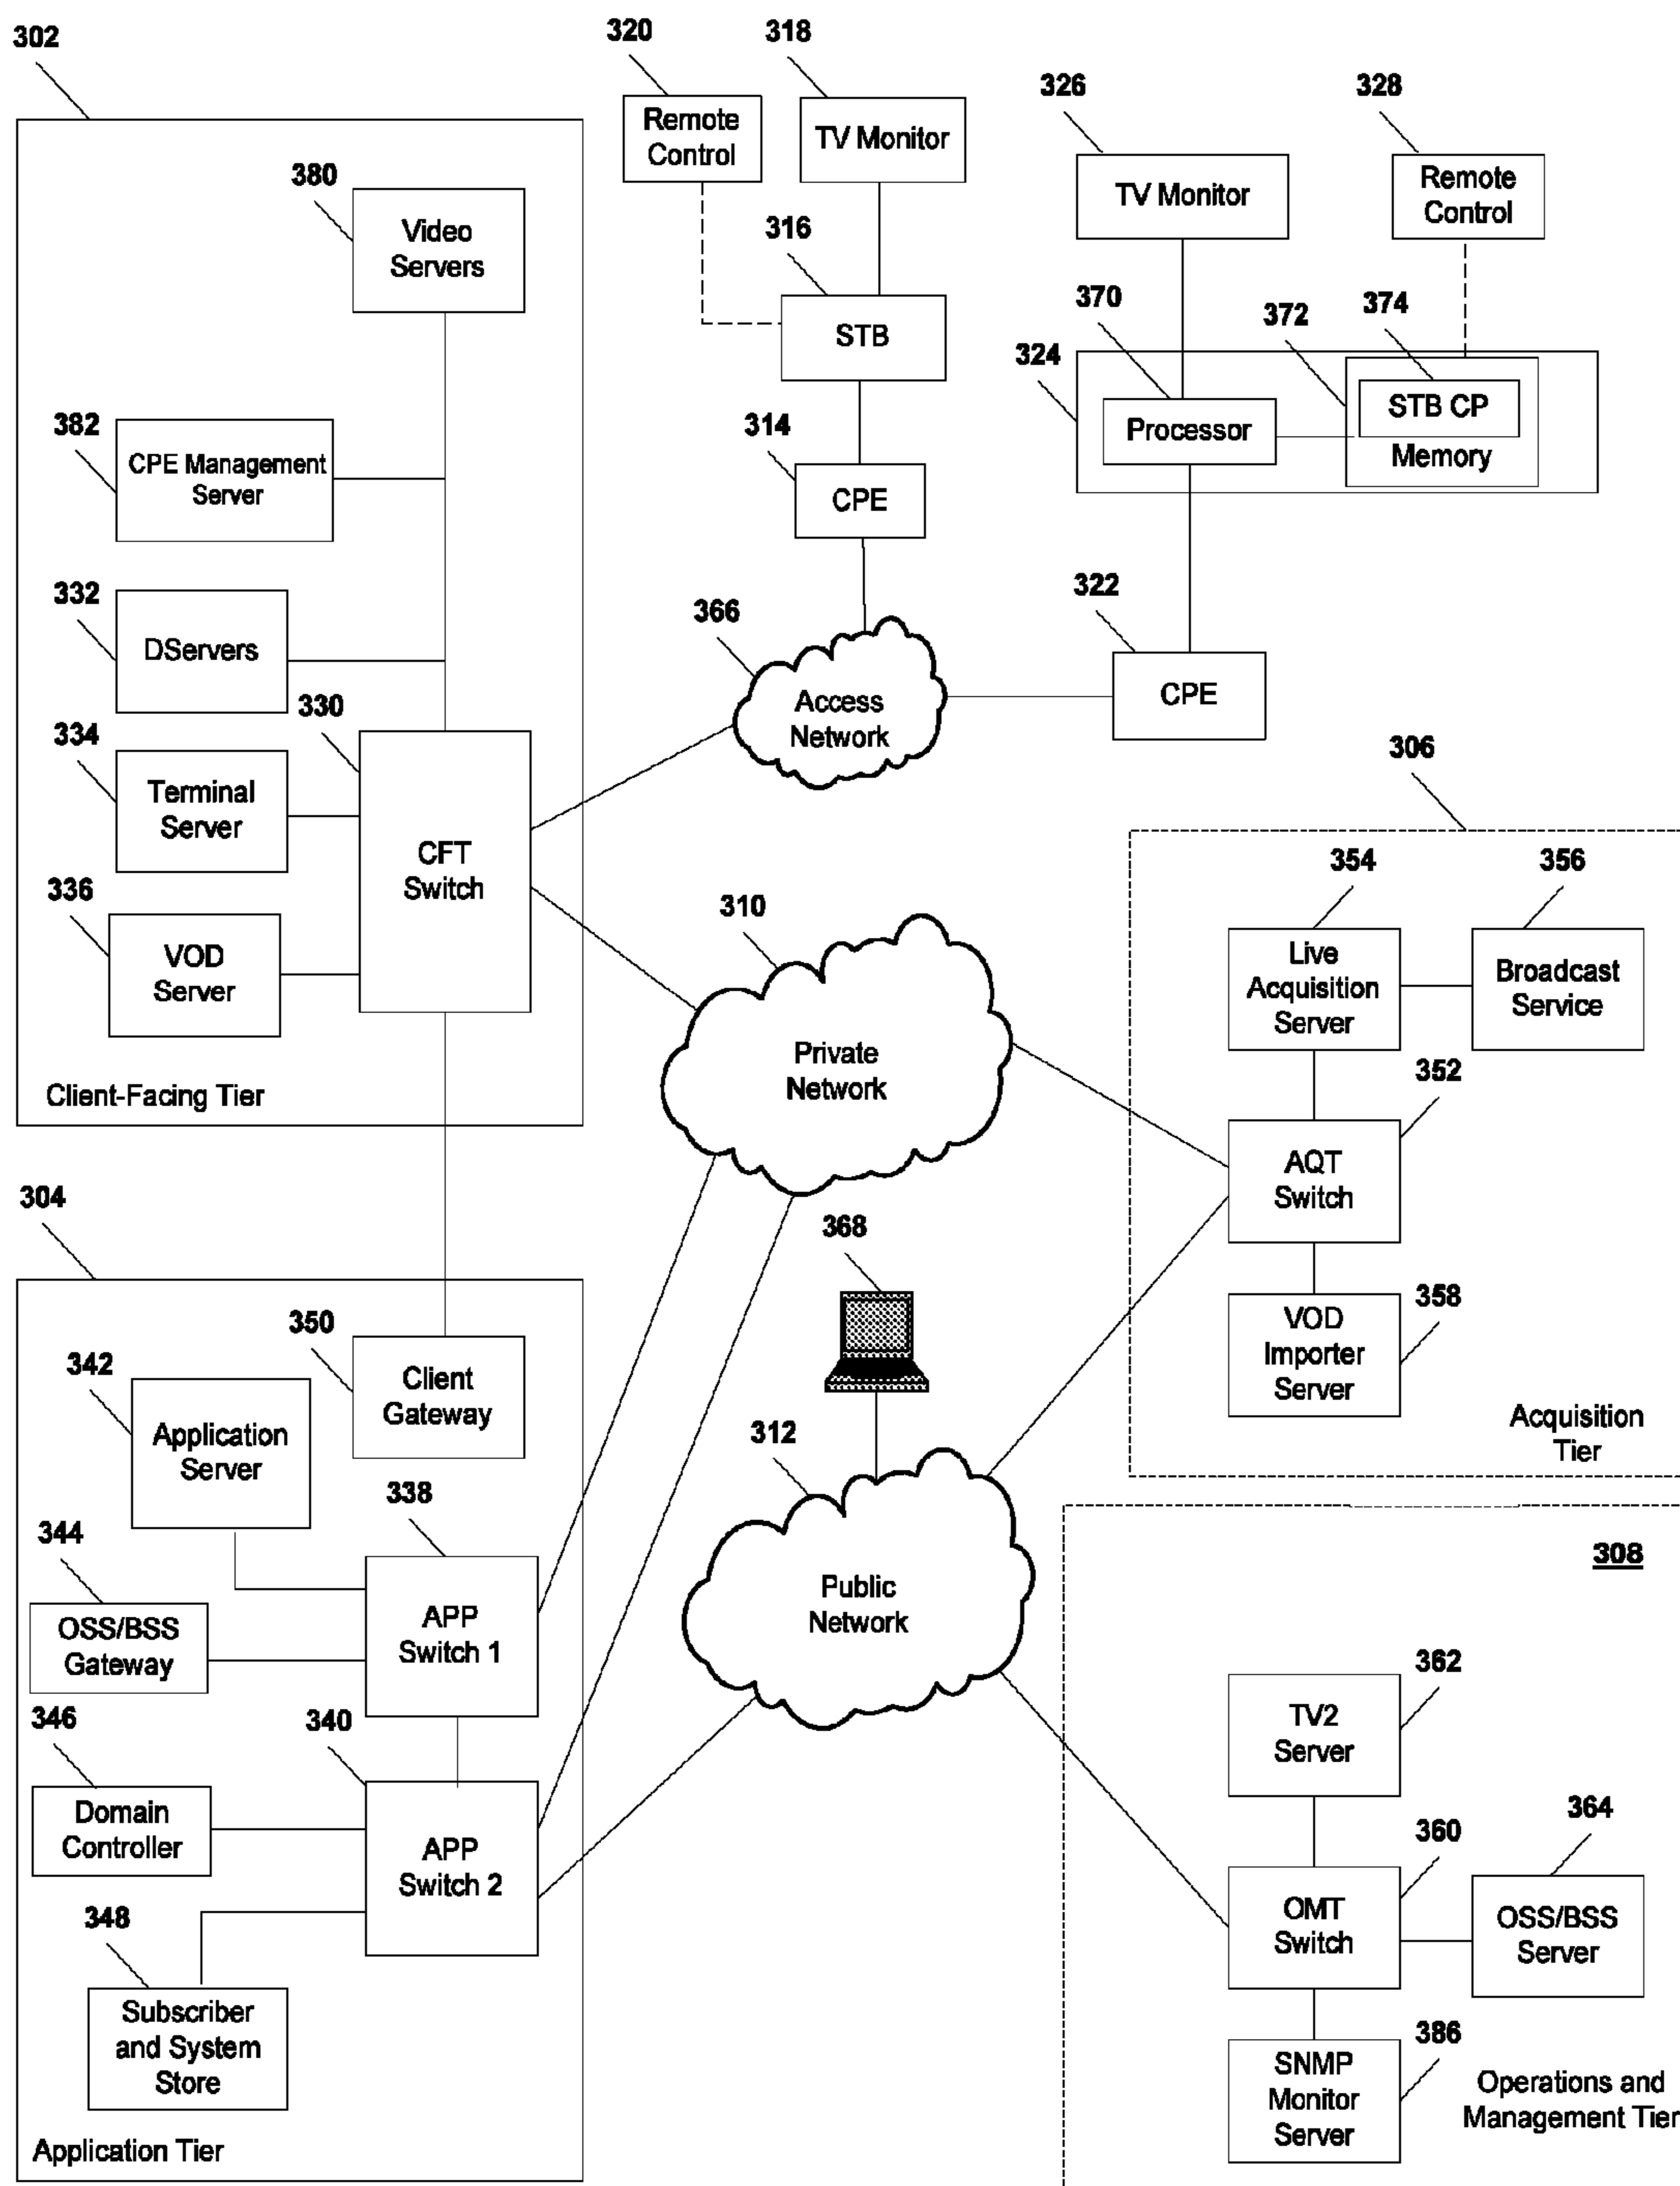 302
320
318
326
328
Remote
Control
TV Monitor
TV Monitor
Remote
Control
380
Video
Servers
316
STB
370
372
374
324
Processor
STB CP
Memory
382
CPE Management
Server
314
CPE
332
DServers
366
Access
Network
322
CPE
330
334
Terminal
Server
306
CFT
Switch
336
VOD
Server
310
Private
Network
354
356
Live
Acquisition
Server
Broadcast
Service
352
Client-Facing Tier
AQT
Switch
304
368
358
VOD
Importer
Server
Acquisition
Tier
350
Client
Gateway
342
Application
Server
312
Public
Network
338
344
OSS/BSS
Gateway
APP
Switch 1
308
362
TV2
Server
346
340
Domain
Controller
APP
Switch 2
360
364
OMT
Switch
OSS/BSS
Server
348
Subscriber
and System
Store
386
SNMP
Monitor
Server
Operations and
Management Tier
Application Tier